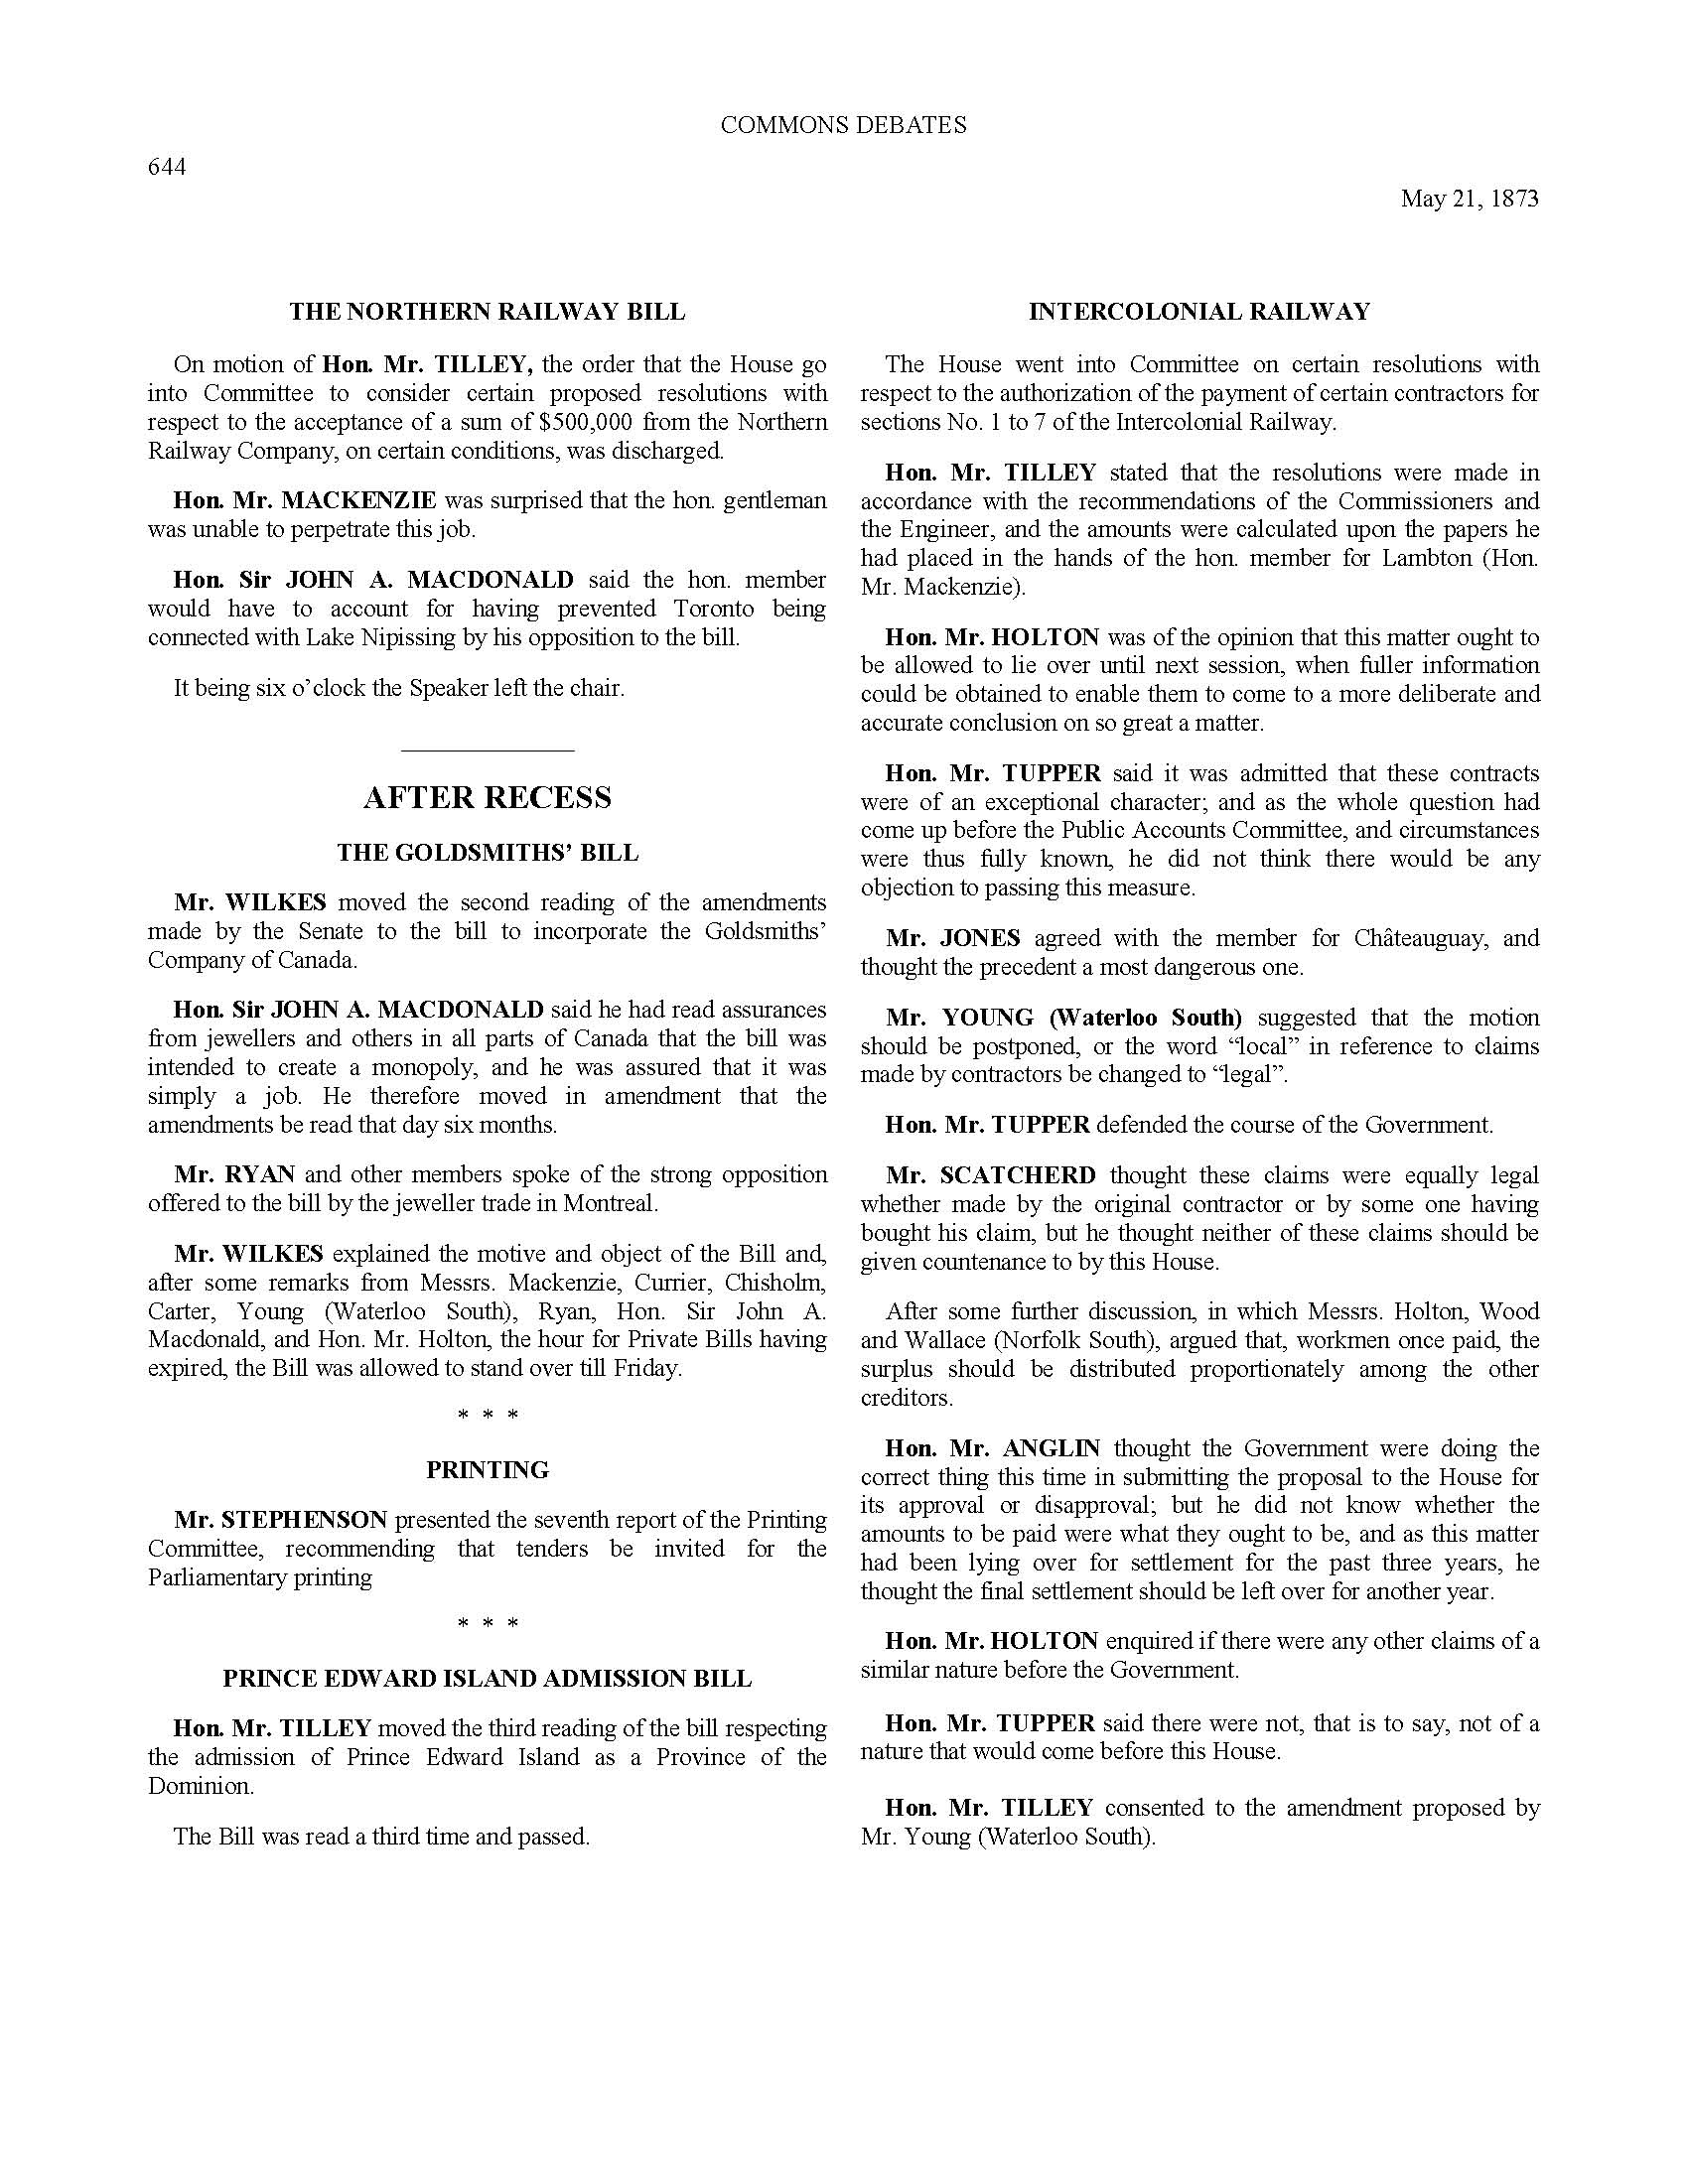 COMMONS DEBATES
644
May 21, 1873
THE NORTHERN RAILWAY BILL
On motion of Hon. Mr. TILLEY, the order that the House go
into Committee to consider certain proposed resolutions with
respect to the acceptance of a sum of $500,000 from the Northern
Railway Company, on certain conditions, was discharged.
Hon. Mr. MACKENZIE was surprised that the hon. gentleman
was unable to perpetrate this job.
Hon. Sir JOHN A. MACDONALD said the hon. member
would have to account for having prevented Toronto being
connected with Lake Nipissing by his opposition to the bill.
It being six o’clock the Speaker left the chair.
AFTER RECESS
THE GOLDSMITHS’ BILL
Mr. WILKES moved the second reading of the amendments
made by the Senate to the bill to incorporate the Goldsmiths’
Company of Canada.
Hon. Sir JOHN A. MACDONALD said he had read assurances
from jewellers and others in all parts of Canada that the bill was
intended to create a monopoly, and he was assured that it was
simply a job. He therefore moved in amendment that the
amendments be read that day six months.
Mr. RYAN and other members spoke of the strong opposition
offered to the bill by the jeweller trade in Montreal.
Mr. WILKES explained the motive and object of the Bill and,
after some remarks from Messrs. Mackenzie, Currier, Chisholm,
Carter, Young (Waterloo South), Ryan, Hon. Sir John A.
Macdonald, and Hon. Mr. Holton, the hour for Private Bills having
expired, the Bill was allowed to stand over till Friday.
* * *
PRINTING
Mr. STEPHENSON presented the seventh report of the Printing
Committee, recommending that tenders be invited for the
Parliamentary printing
* * *
PRINCE EDWARD ISLAND ADMISSION BILL
Hon. Mr. TILLEY moved the third reading of the bill respecting
the admission of Prince Edward Island as a Province of the
Dominion.
The Bill was read a third time and passed.
INTERCOLONIAL RAILWAY
The House went into Committee on certain resolutions with
respect to the authorization of the payment of certain contractors for
sections No. 1 to 7 of the Intercolonial Railway.
Hon. Mr. TILLEY stated that the resolutions were made in
accordance with the recommendations of the Commissioners and
the Engineer, and the amounts were calculated upon the papers he
had placed in the hands of the hon. member for Lambton (Hon.
Mr. Mackenzie).
Hon. Mr. HOLTON was of the opinion that this matter ought to
be allowed to lie over until next session, when fuller information
could be obtained to enable them to come to a more deliberate and
accurate conclusion on so great a matter.
Hon. Mr. TUPPER said it was admitted that these contracts
were of an exceptional character; and as the whole question had
come up before the Public Accounts Committee, and circumstances
were thus fully known, he did not think there would be any
objection to passing this measure.
Mr. JONES agreed with the member for Châteauguay, and
thought the precedent a most dangerous one.
Mr. YOUNG (Waterloo South) suggested that the motion
should be postponed, or the word “local” in reference to claims
made by contractors be changed to “legal”.
Hon. Mr. TUPPER defended the course of the Government.
Mr. SCATCHERD thought these claims were equally legal
whether made by the original contractor or by some one having
bought his claim, but he thought neither of these claims should be
given countenance to by this House.
After some further discussion, in which Messrs. Holton, Wood
and Wallace (Norfolk South), argued that, workmen once paid, the
surplus should be distributed proportionately among the other
creditors.
Hon. Mr. ANGLIN thought the Government were doing the
correct thing this time in submitting the proposal to the House for
its approval or disapproval; but he did not know whether the
amounts to be paid were what they ought to be, and as this matter
had been lying over for settlement for the past three years, he
thought the final settlement should be left over for another year.
Hon. Mr. HOLTON enquired if there were any other claims of a
similar nature before the Government.
Hon. Mr. TUPPER said there were not, that is to say, not of a
nature that would come before this House.
Hon. Mr. TILLEY consented to the amendment proposed by
Mr. Young (Waterloo South).